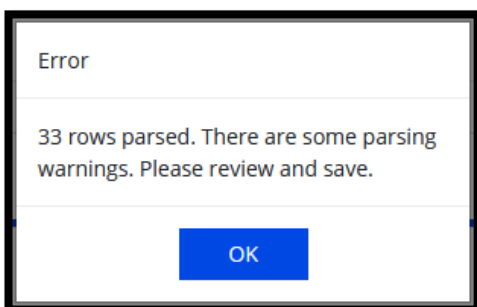 Error
33 rows parsed. There are some parsing
warnings. Please review and save.
OK